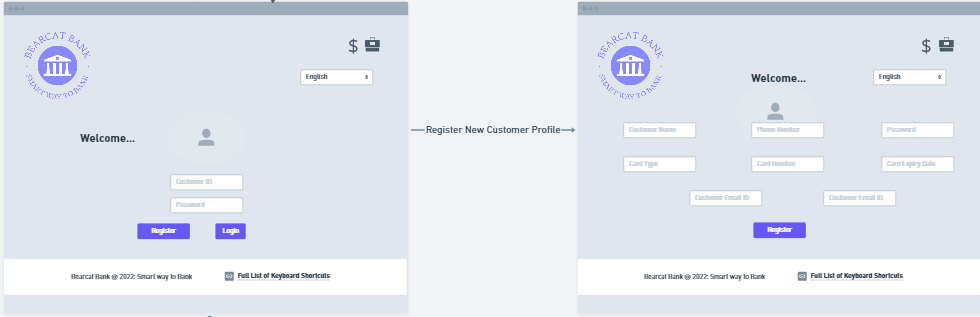 BEARCAT BANK
SMART WAY TO BANK
$
English
Welcome...
Customer ID
Password
Register
Login
Bearcat Bank @ 2022: Smart way to Bank
Full List of Keyboard Shortcuts
Register New Customer Profile
BEARCAT BANK
SMART WAY TO BANK
$
English
Welcome...
Customer Name
Phone Number
Password
Card Type
Card Number
Card Expiry Date
Customer Email ID
Customer Email ID
Register
Bearcat Bank @ 2022: Smart way to Bank
Full List of Keyboard Shortcuts